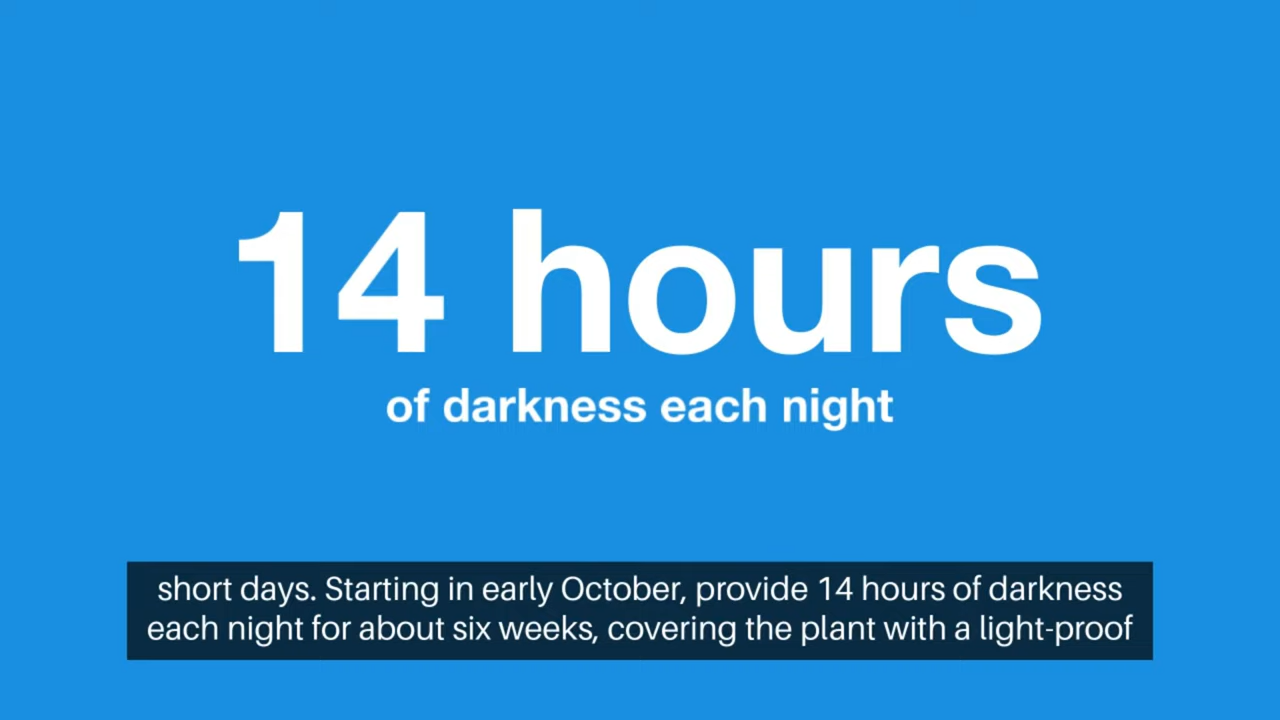 14 hours
of darkness each night
short days. Starting in early October, provide 14 hours of darkness
each night for about six weeks, covering the plant with a light-proof